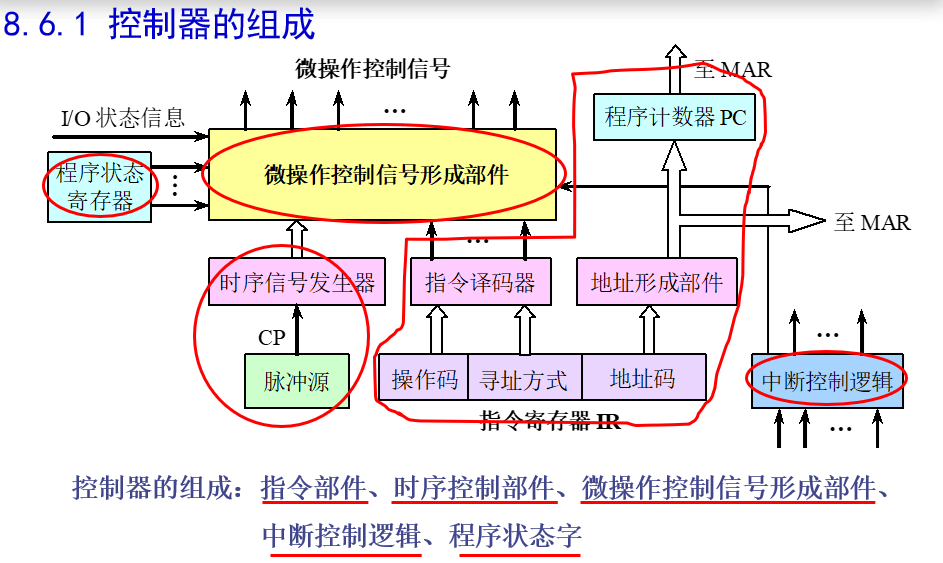 8.6.1 控制器的组成
微操作控制信号
...
至 MAR
程序计数器 PC
I/O 状态信息
程序状态
寄存器
...
微操作控制信号形成部件
至 MAR
...
时序信号发生器
指令译码器
地址形成部件
CP
...
脉冲源
操作码
寻址方式
地址码
中断控制逻辑
指令寄存器 IR
...
控制器的组成：指令部件、时序控制部件、微操作控制信号形成部件、
中断控制逻辑、程序状态字